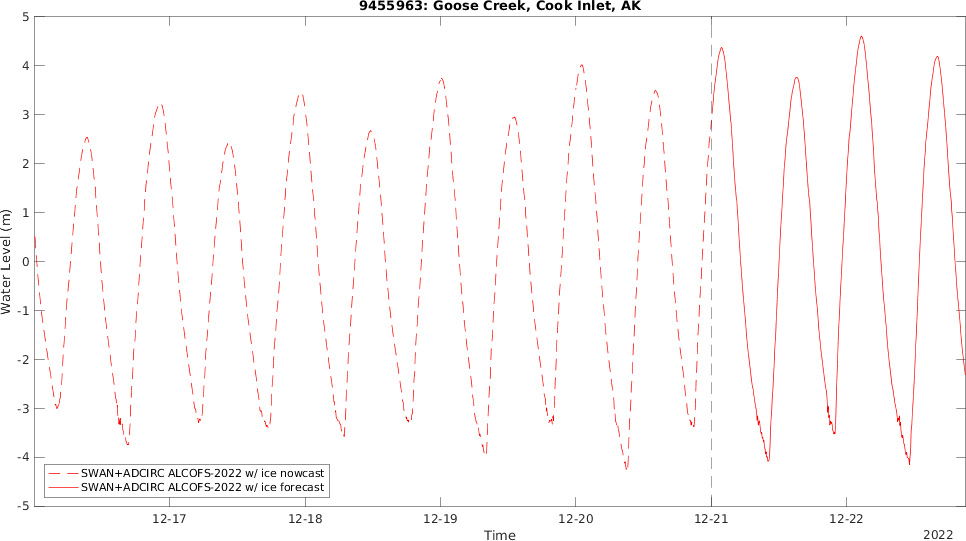 9455963: Goose Creek, Cook Inlet, AK
5
4
3
2
1
0
-1
-2
-3
-4
-5
Water Level (m)
SWAN+ADCIRC ALCOFS-2022 w/ ice nowcast
SWAN+ADCIRC ALCOFS-2022 w/ ice forecast
12-17 12-18 12-19 12-20 12-21 12-22
Time
2022